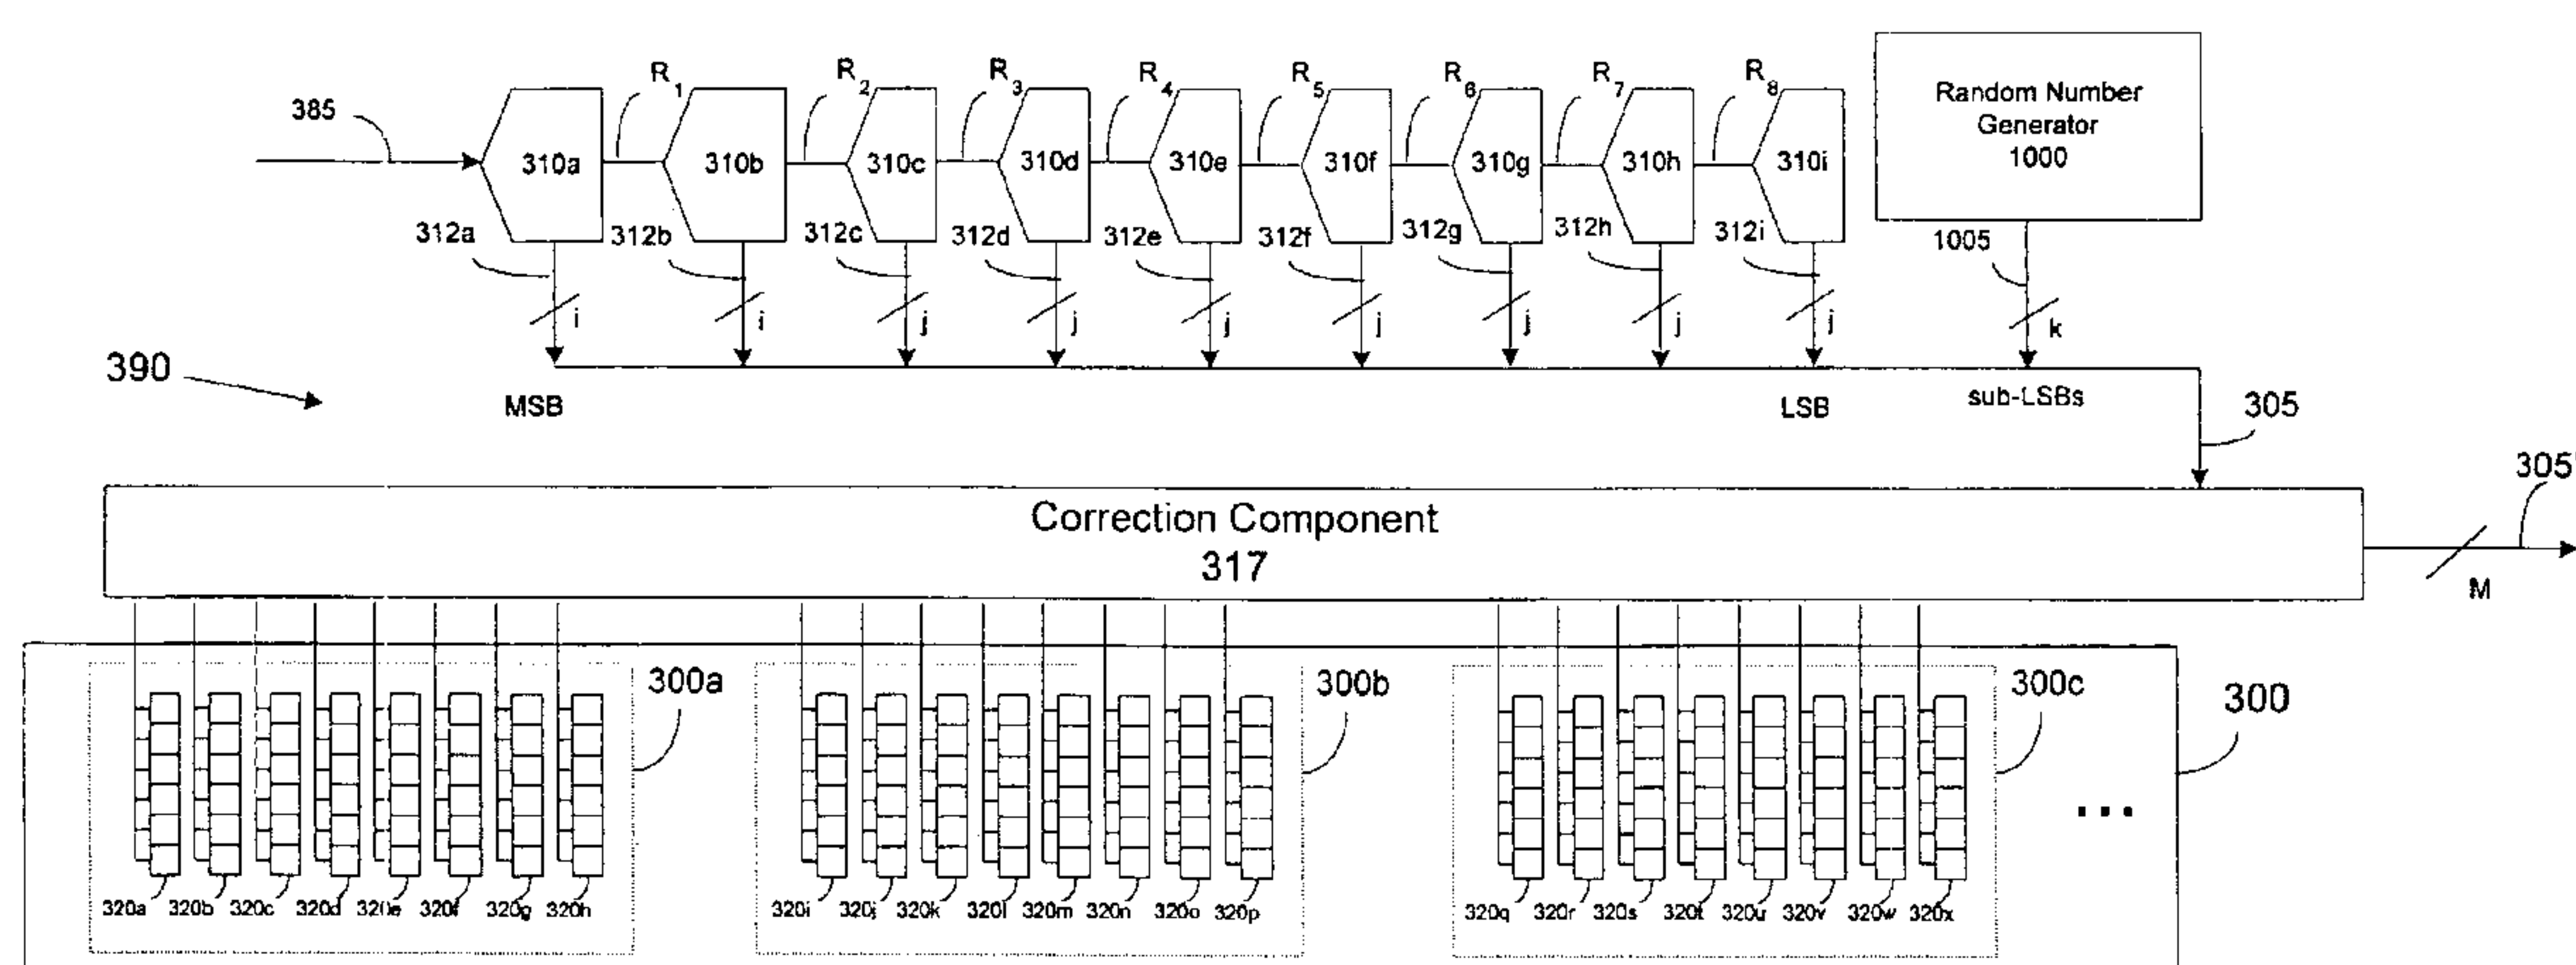 385
R1
R2
R3
R4
R5
R6
R7
R8
310a
310b
310c
310d
310e
310f
310g
310h
310i
Random Number
Generator
1000
312a
312b
312c
312d
312e
312f
312g
312h
312i
1005
i
i
j
j
j
j
j
j
j
k
390
MSB
LSB
sub-LSBs
305
305'
Correction Component
317
M
300a
300b
300c
300
...
320a 320b 320c 320d 320e 320f 320g 320h
320i 320j 320k 320l 320m 320n 320o 320p
320q 320r 320s 320t 320u 320v 320w 320x